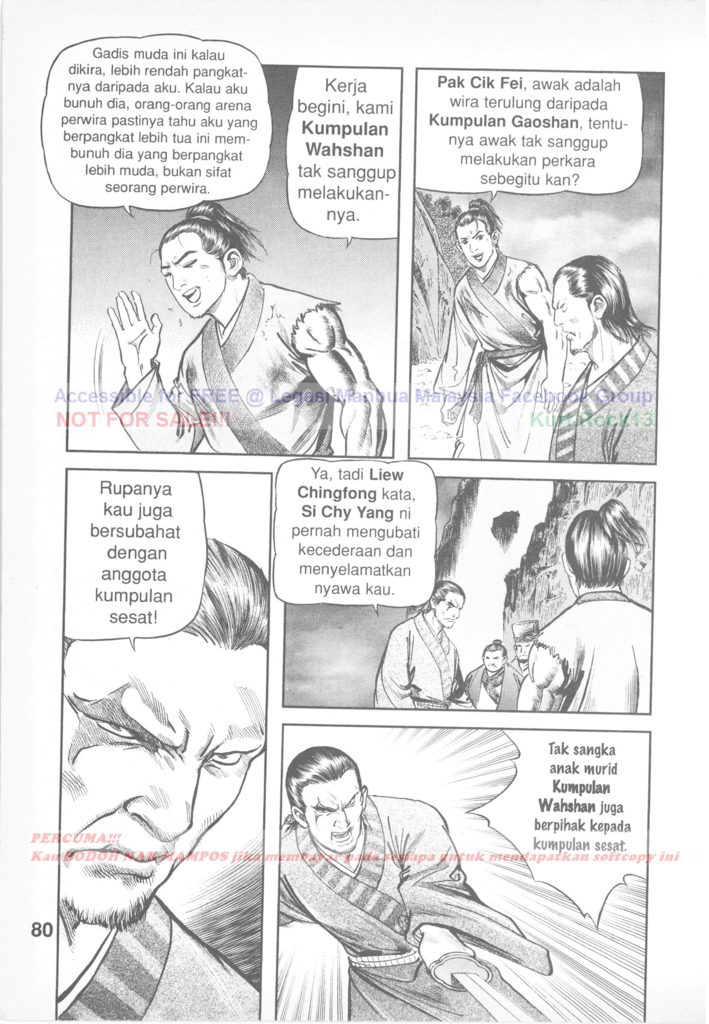 Gadis muda ini kalau
dikira, lebih rendah pangkat-
nya daripada aku. Kalau aku
bunuh dia, orang-orang arena
perwira pastinya tahu aku yang
berpangkat lebih tua ini mem-
bunuh dia yang berpangkat
lebih muda, bukan sifat
seorang perwira.
Kerja
begini, kami
Kumpulan
Wahshan
tak sanggup
melakukan-
nya.
Pak Cik Fei, awak adalah
wira terulung daripada
Kumpulan Gaoshan, tentu-
nya awak tak sanggup
melakukan perkara
sebegitu kan?
Accessible for FREE @ Legasi Manhua Malaysia Facebook Group
NOT FOR SALE!!!
KurtRock13
Rupanya
kau juga
bersubahat
dengan
anggota
kumpulan
sesat!
Ya, tadi Liew
Chingfong kata,
Si Chy Yang ni
pernah mengubati
kecederaan dan
menyelamatkan
nyawa kau.
Tak sangka
anak murid
Kumpulan
Wahshan juga
berpihak kepada
kumpulan sesat.
PERCUMA!!!
Kau BODOH NAK MAMPOS jika membayar pada sesiapa untuk mendapatkan softcopy ini
80